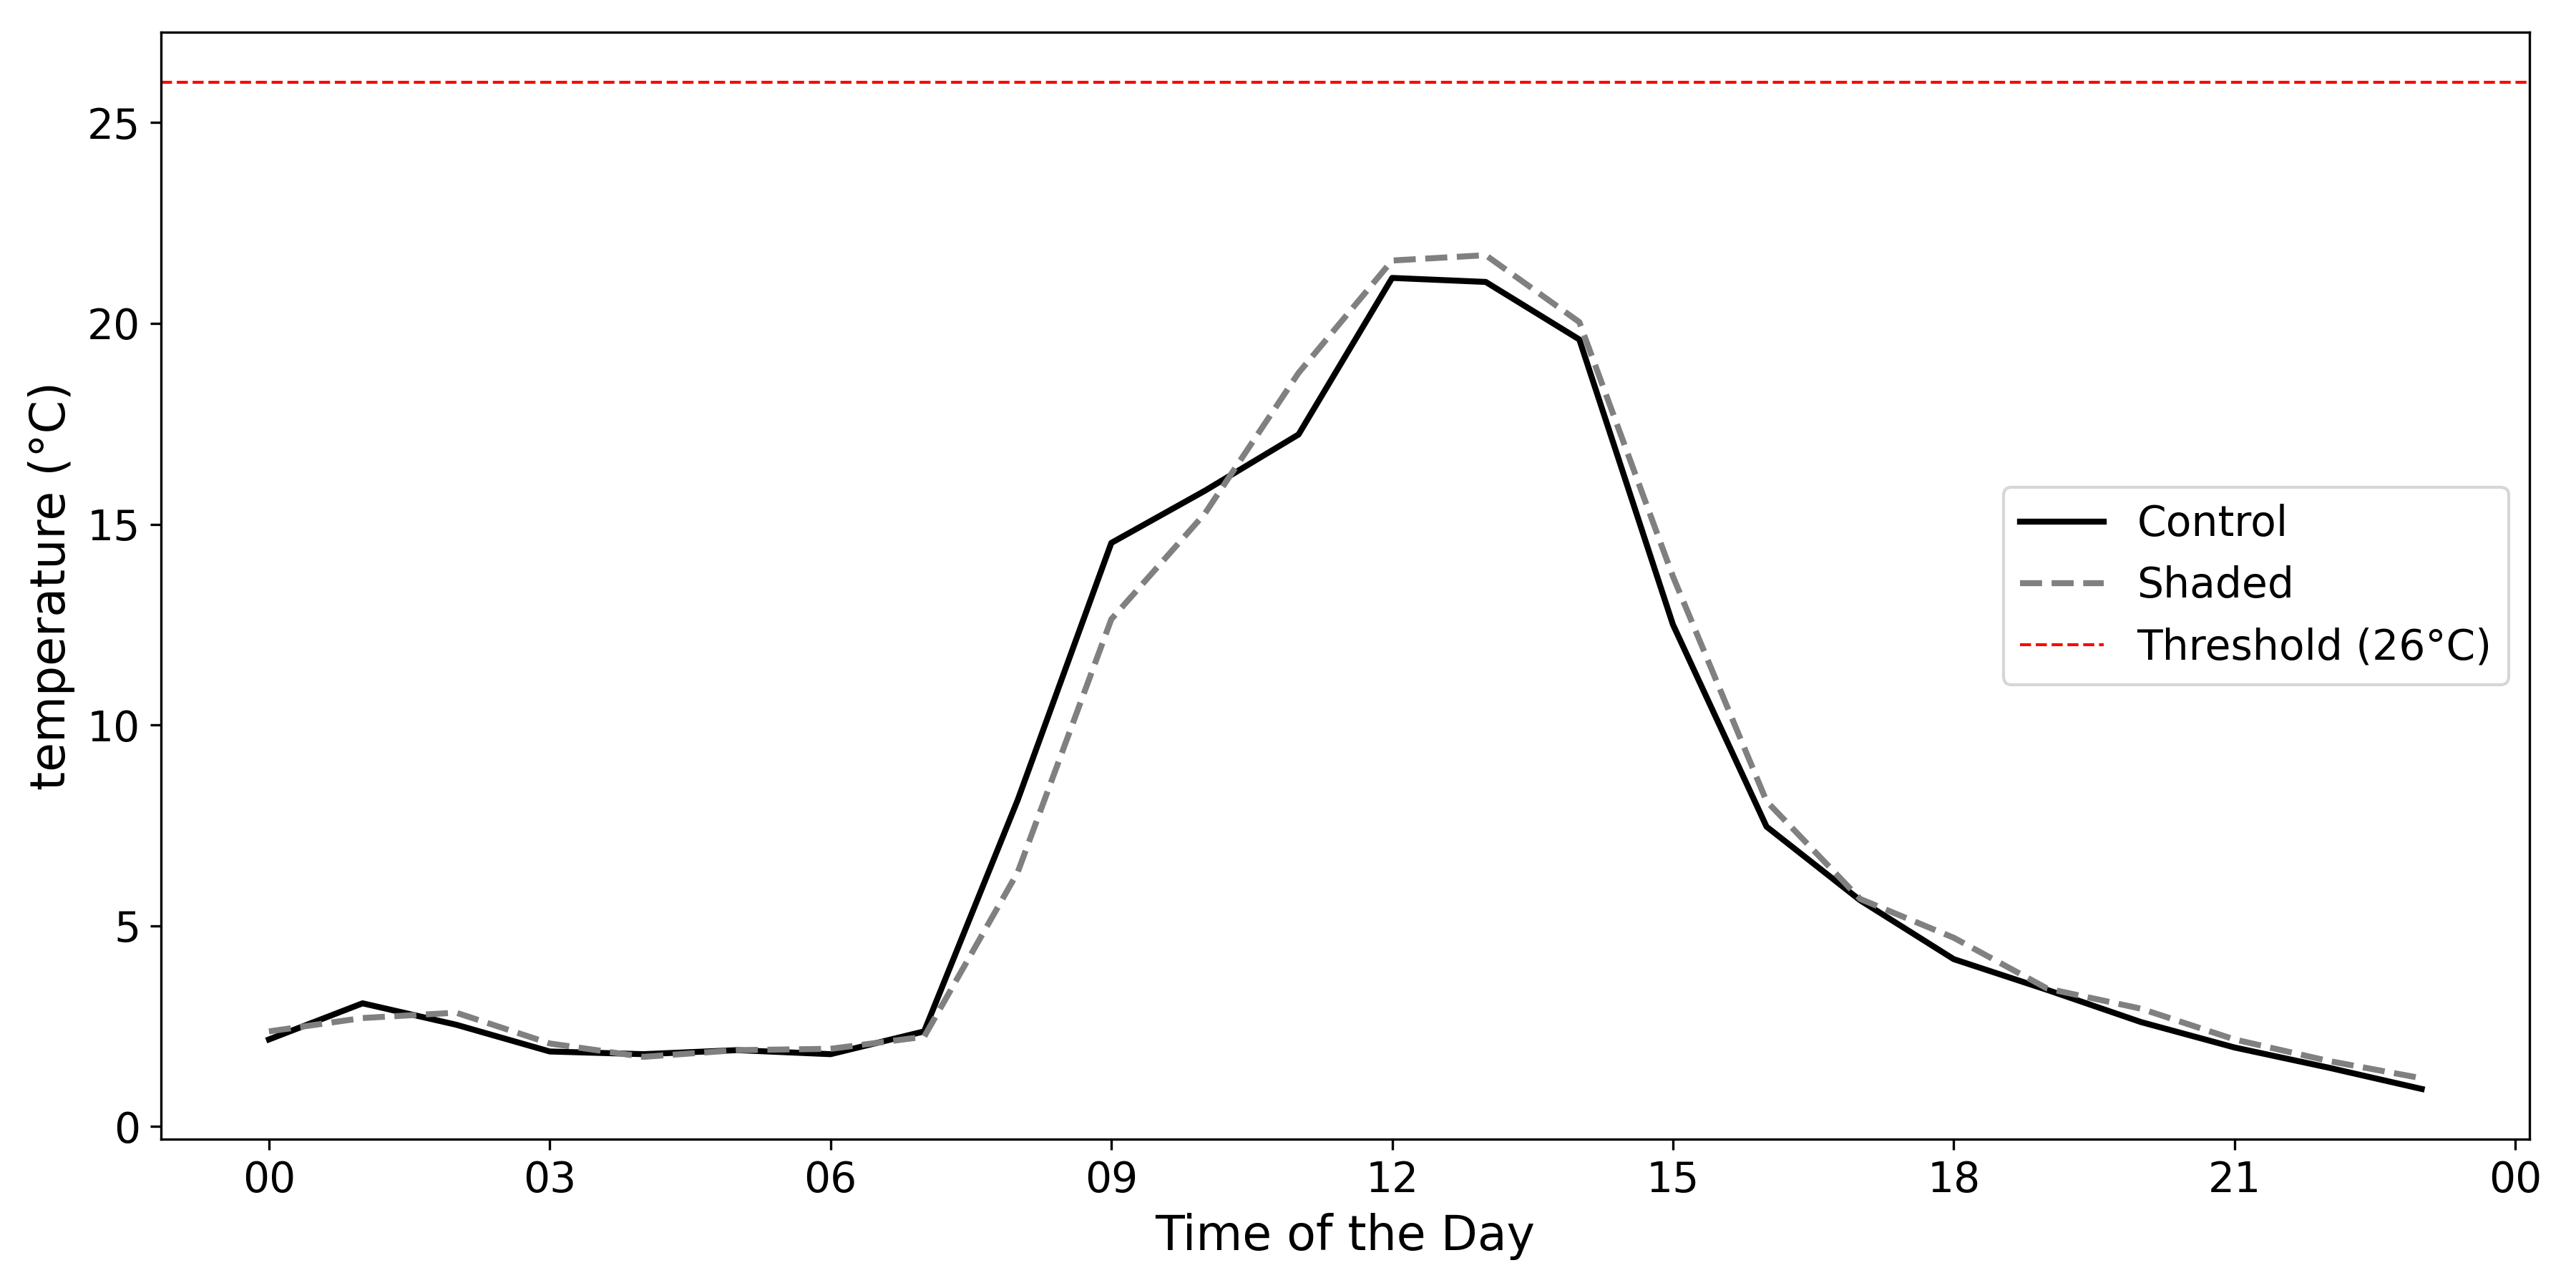 25
20
15
10
5
0
temperature (°C)
Control
Shaded
Threshold (26°C)
00 03 06 09 12 15 18 21 00
Time of the Day